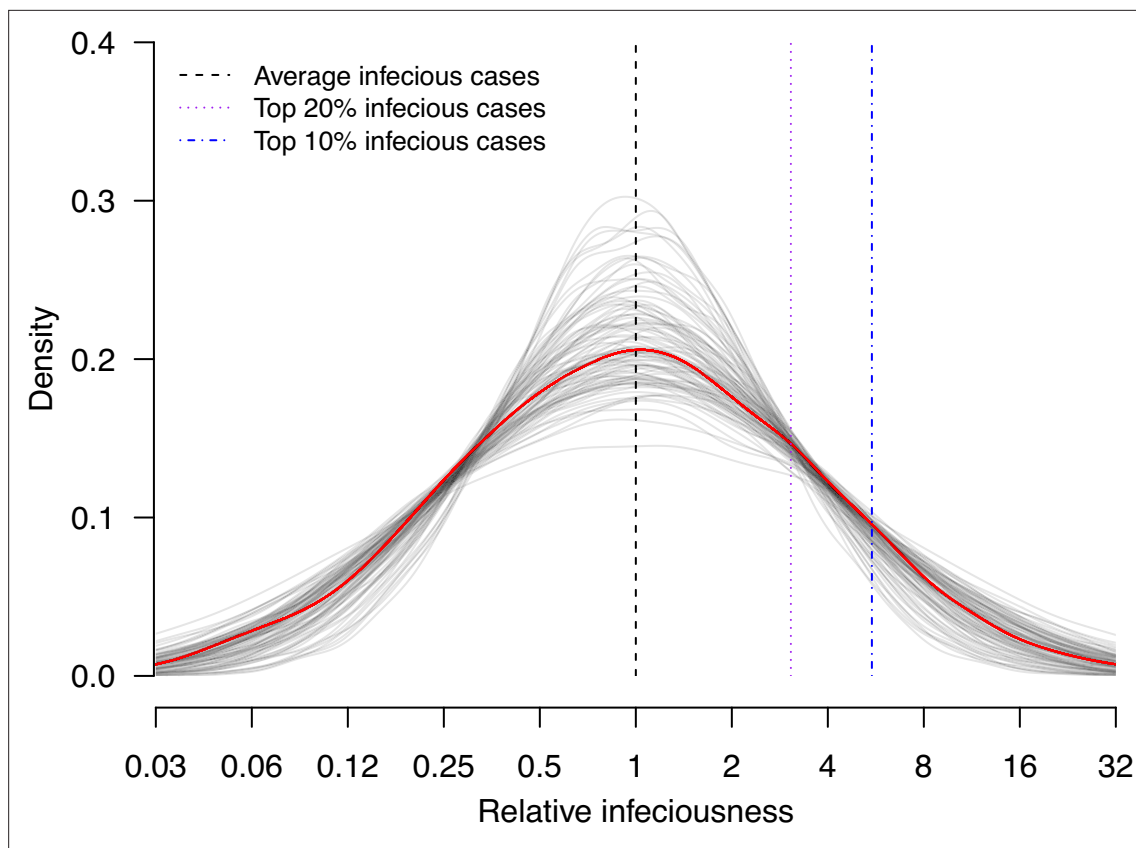 0.4
Average infecious cases
Top 20% infecious cases
Top 10% infecious cases
0.3
Density
0.2
0.1
0.0
0.03 0.06 0.12 0.25 0.5 1 2 4 8 16 32
Relative infeciousness